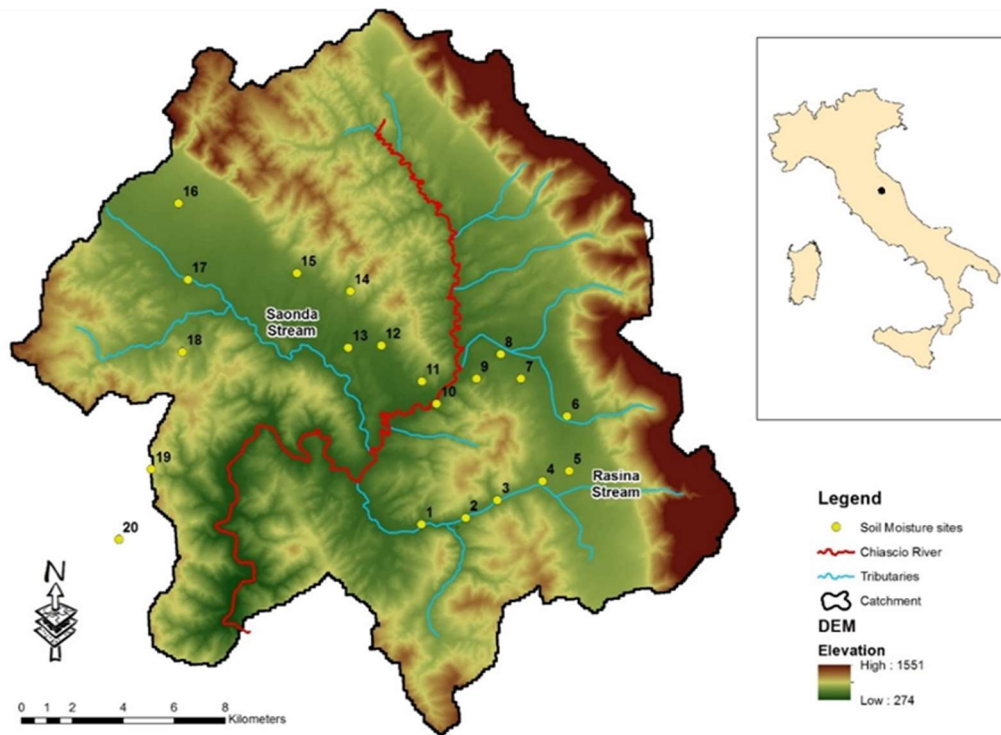 16
15
17
14
Saonda
Stream
13
12
8
18
11
9
7
10
6
19
5
Rasina
Stream
4
3
2
1
20
N
Legend
Soil Moisture sites
Chiascio River
Tributaries
Catchment
DEM
Elevation
High : 1551
Low : 274
0 1 2 4 6 8
Kilometers